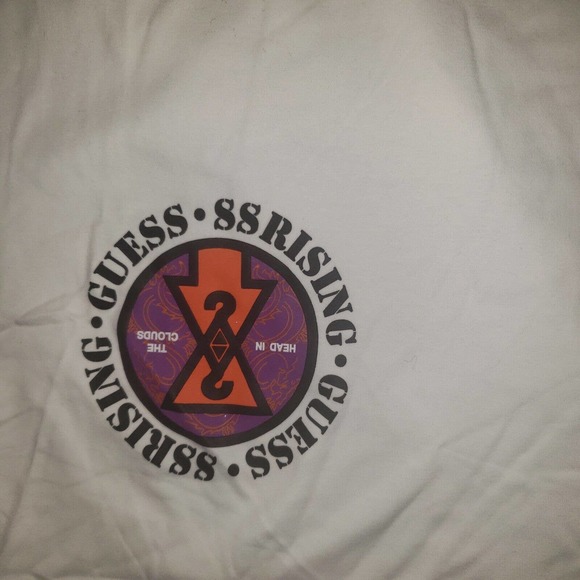 GUESS • 88RISING • GUESS • 88RISING •
HEAD IN
THE
CLOUDS